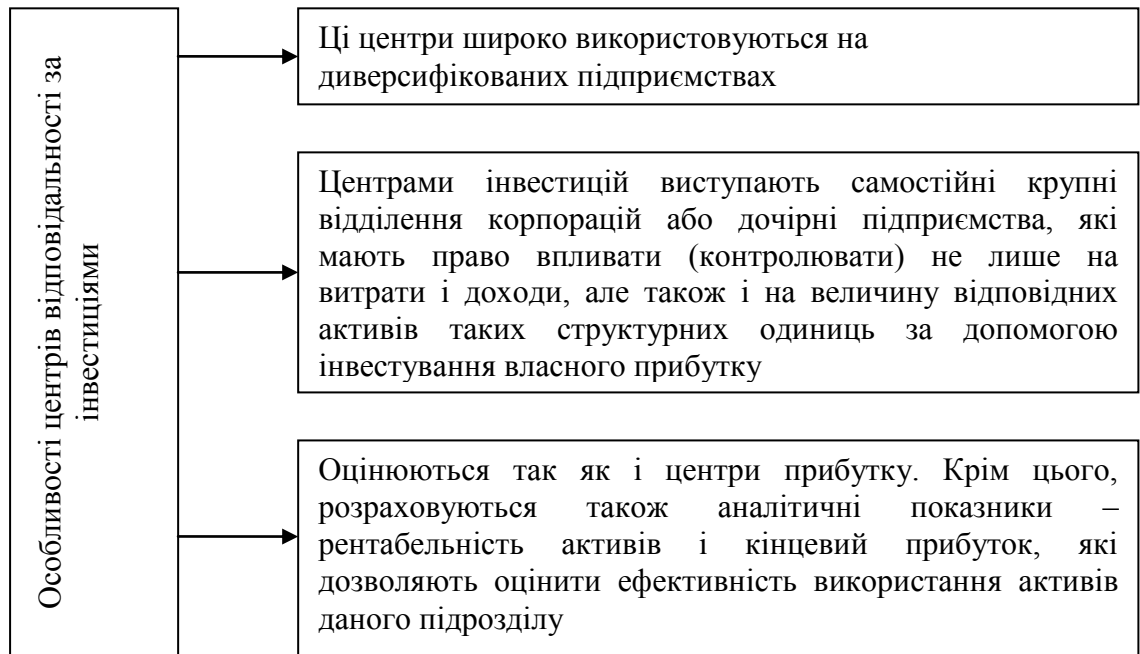 Особливості центрів відповідальності за
інвестиціями
Ці центри широко використовуються на
диверсифікованих підприємствах
Центрами інвестицій виступають самостійні крупні
відділення корпорацій або дочірні підприємства, які
мають право впливати (контролювати) не лише на
витрати і доходи, але також і на величину відповідних
активів таких структурних одиниць за допомогою
інвестування власного прибутку
Оцінюються так як і центри прибутку. Крім цього,
розраховуються також аналітичні показники –
рентабельність активів і кінцевий прибуток, які
дозволяють оцінити ефективність використання активів
даного підрозділу